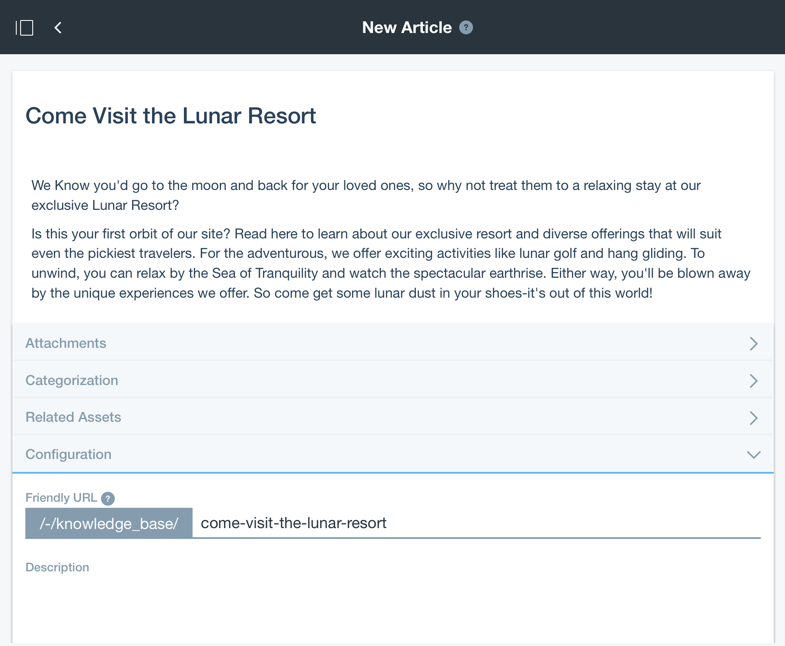 New Article ?
Come Visit the Lunar Resort
We Know you'd go to the moon and back for your loved ones, so why not treat them to a relaxing stay at our
exclusive Lunar Resort?
Is this your first orbit of our site? Read here to learn about our exclusive resort and diverse offerings that will suit
even the pickiest travelers. For the adventurous, we offer exciting activities like lunar golf and hang gliding. To
unwind, you can relax by the Sea of Tranquility and watch the spectacular earthrise. Either way, you'll be blown away
by the unique experiences we offer. So come get some lunar dust in your shoes-it's out of this world!
Attachments
Categorization
Related Assets
Configuration
Friendly URL ?
/-/knowledge_base/ come-visit-the-lunar-resort
Description